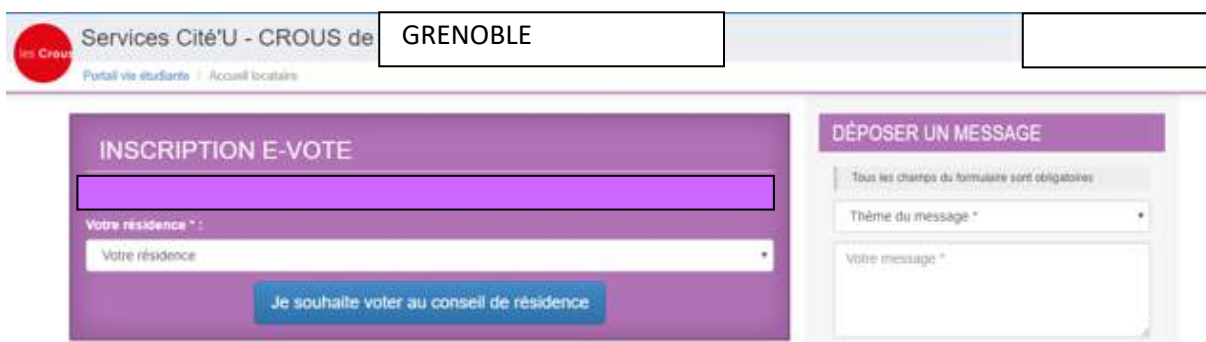 les Crous
Services Cité'U - CROUS de GRENOBLE
Portail vie étudiante / Accueil locataire
INSCRIPTION E-VOTE
Votre résidence * :
Votre résidence
Je souhaite voter au conseil de résidence
DÉPOSER UN MESSAGE
Tous les champs du formulaire sont obligatoires
Thème du message *
Votre message *